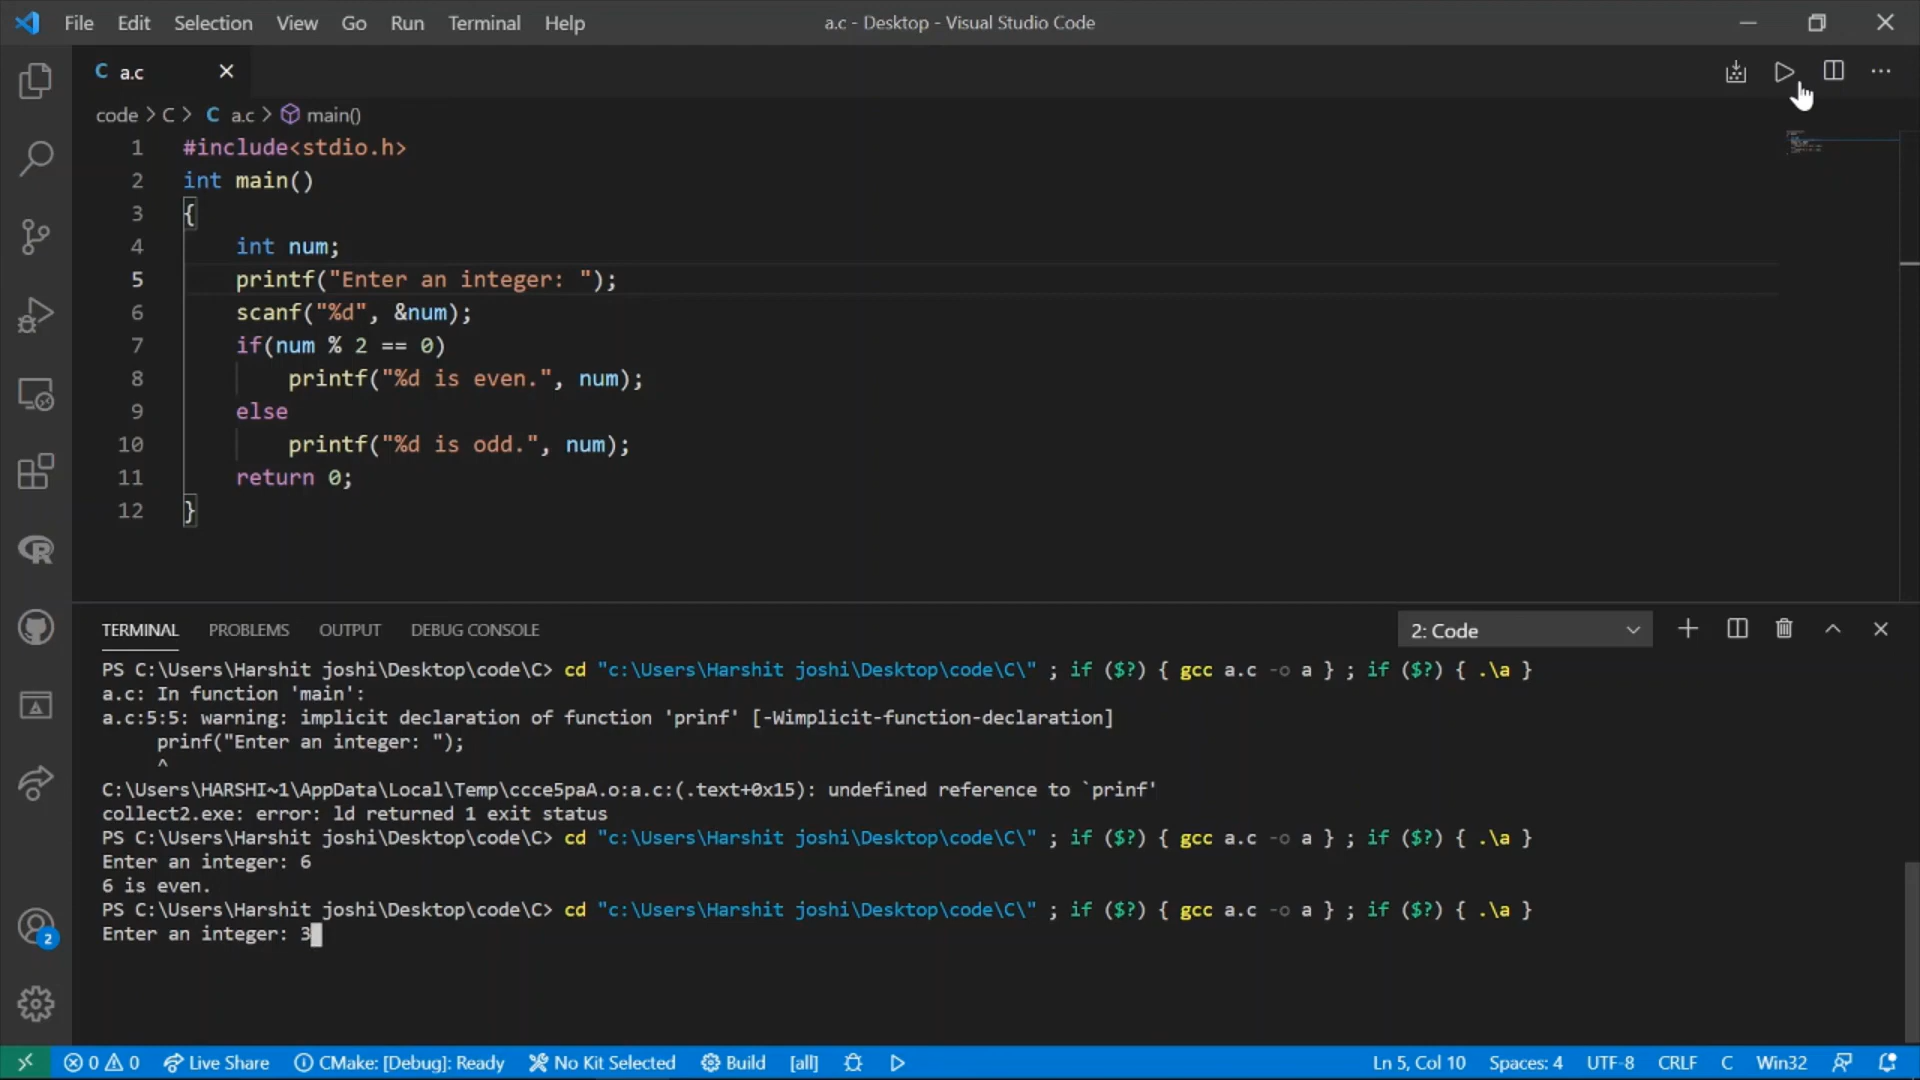 File Edit Selection View Go Run Terminal Help a.c - Desktop - Visual Studio Code
C a.c
code > C > C a.c > main()
1 #include<stdio.h>
2 int main()
3 {
4 int num;
5 printf("Enter an integer: ");
6 scanf("%d", &num);
7 if(num % 2 == 0)
8 printf("%d is even.", num);
9 else
10 printf("%d is odd.", num);
11 return 0;
12 }
TERMINAL PROBLEMS OUTPUT DEBUG CONSOLE 2: Code
PS C:\Users\Harshit joshi\Desktop\code\C> cd "c:\Users\Harshit joshi\Desktop\code\C\" ; if ($?) { gcc a.c -o a } ; if ($?) { .\a }
a.c: In function 'main':
a.c:5:5: warning: implicit declaration of function 'prinf' [-Wimplicit-function-declaration]
prinf("Enter an integer: ");
^
C:\Users\HARSHI~1\AppData\Local\Temp\ccce5paA.o:a.c:(.text+0x15): undefined reference to `prinf'
collect2.exe: error: ld returned 1 exit status
PS C:\Users\Harshit joshi\Desktop\code\C> cd "c:\Users\Harshit joshi\Desktop\code\C\" ; if ($?) { gcc a.c -o a } ; if ($?) { .\a }
Enter an integer: 6
6 is even.
PS C:\Users\Harshit joshi\Desktop\code\C> cd "c:\Users\Harshit joshi\Desktop\code\C\" ; if ($?) { gcc a.c -o a } ; if ($?) { .\a }
Enter an integer: 3
2
0 0 Live Share CMake: [Debug]: Ready No Kit Selected Build [all] Ln 5, Col 10 Spaces: 4 UTF-8 CRLF C Win32